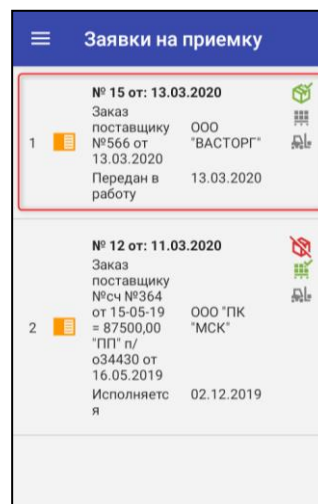 Заявки на приемку
№ 15 от: 13.03.2020
Заказ
поставщику
№566 от
13.03.2020
ООО
"ВАСТОРГ"
1
Передан в
работу
13.03.2020
№ 12 от: 11.03.2020
Заказ
поставщику
№сч №364
от 15-05-19
= 87500,00
"ПП" п/
о34430 от
16.05.2019
ООО "ПК
"МСК"
2
Исполняетс
я
02.12.2019